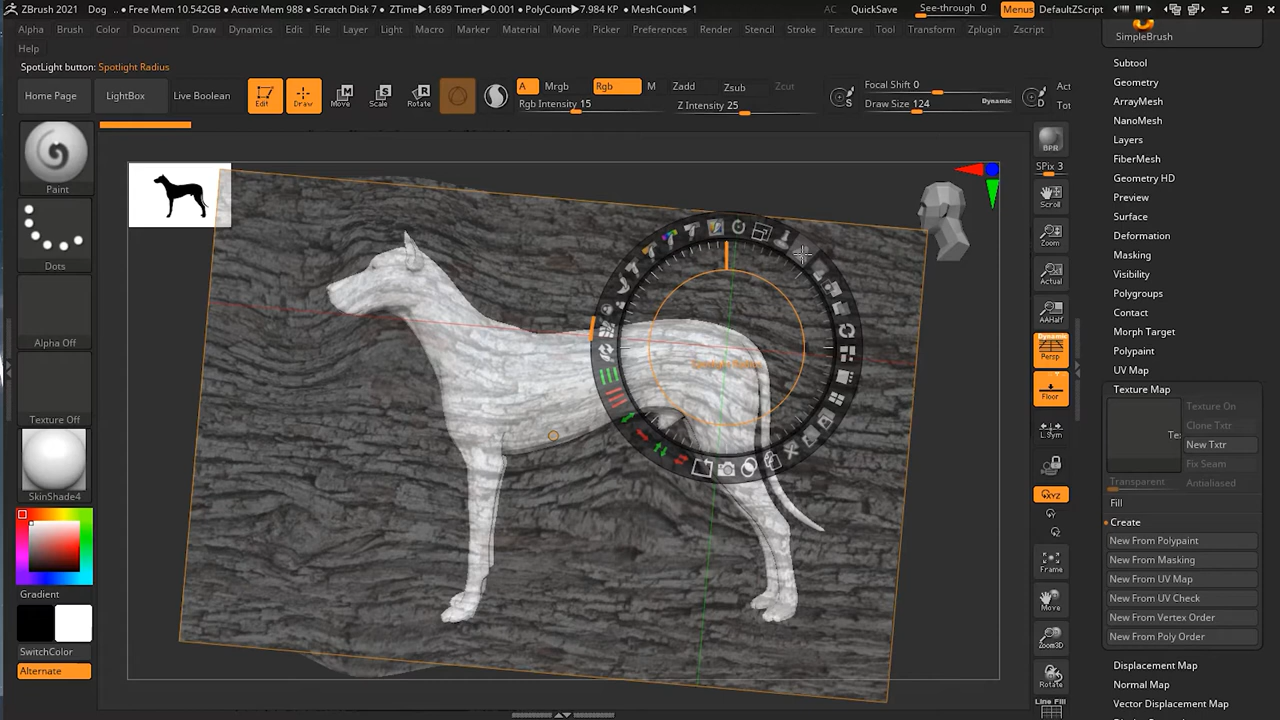 ZBrush 2021 Dog .. • Free Mem 10.542GB • Active Mem 988 • Scratch Disk 7 • ZTime▶1.689 Timer▶0.001 • PolyCount▶7.984 KP • MeshCount▶1 AC QuickSave See-through 0 Menus DefaultZScript
Alpha Brush Color Document Draw Dynamics Edit File Layer Light Macro Marker Material Movie Picker Preferences Render Stencil Stroke Texture Tool Transform Zplugin Zscript
Help
SpotLight button: Spotlight Radius
Home Page LightBox Live Boolean Edit Draw Move Scale Rotate
A Mrgb Rgb M Zadd Zsub Zcut
Rgb Intensity 15 Z Intensity 25
S Focal Shift 0
Draw Size 124 Dynamic D
Paint
Dots
Alpha Off
Texture Off
SkinShade4
Gradient
SwitchColor
Alternate
BPR
SPix 3
Scroll
Zoom
Actual
AAHalf
Dynamic
Persp
Floor
L.Sym
XYZ
Y
Z
Frame
Move
Zoom3D
Rotate
Line Fill
SimpleBrush
Subtool
Geometry
ArrayMesh
NanoMesh
Layers
FiberMesh
Geometry HD
Preview
Surface
Deformation
Masking
Visibility
Polygroups
Contact
Morph Target
Polypaint
UV Map
Texture Map
Texture On
Clone Txtr
New Txtr
Fix Seam
Transparent Antialiased
Fill
Create
New From Polypaint
New From Masking
New From UV Map
New From UV Check
New From Vertex Order
New From Poly Order
Displacement Map
Normal Map
Vector Displacement Map